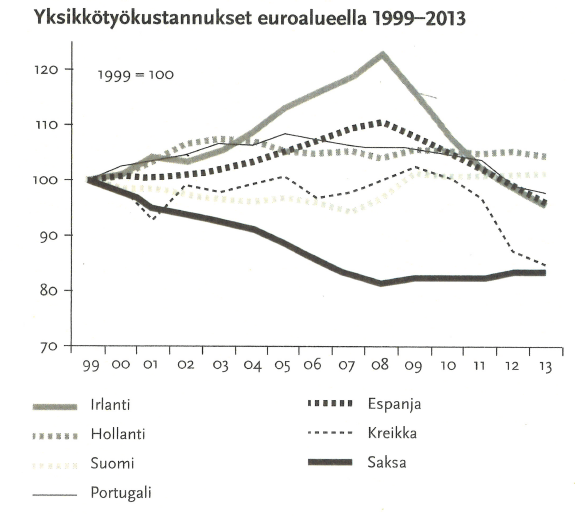 Yksikkötyökustannukset euroalueella 1999–2013
1999 = 100
120
110
100
90
80
70
99 00 01 02 03 04 05 06 07 08 09 10 11 12 13
Irlanti
Hollanti
Suomi
Portugali
Espanja
Kreikka
Saksa